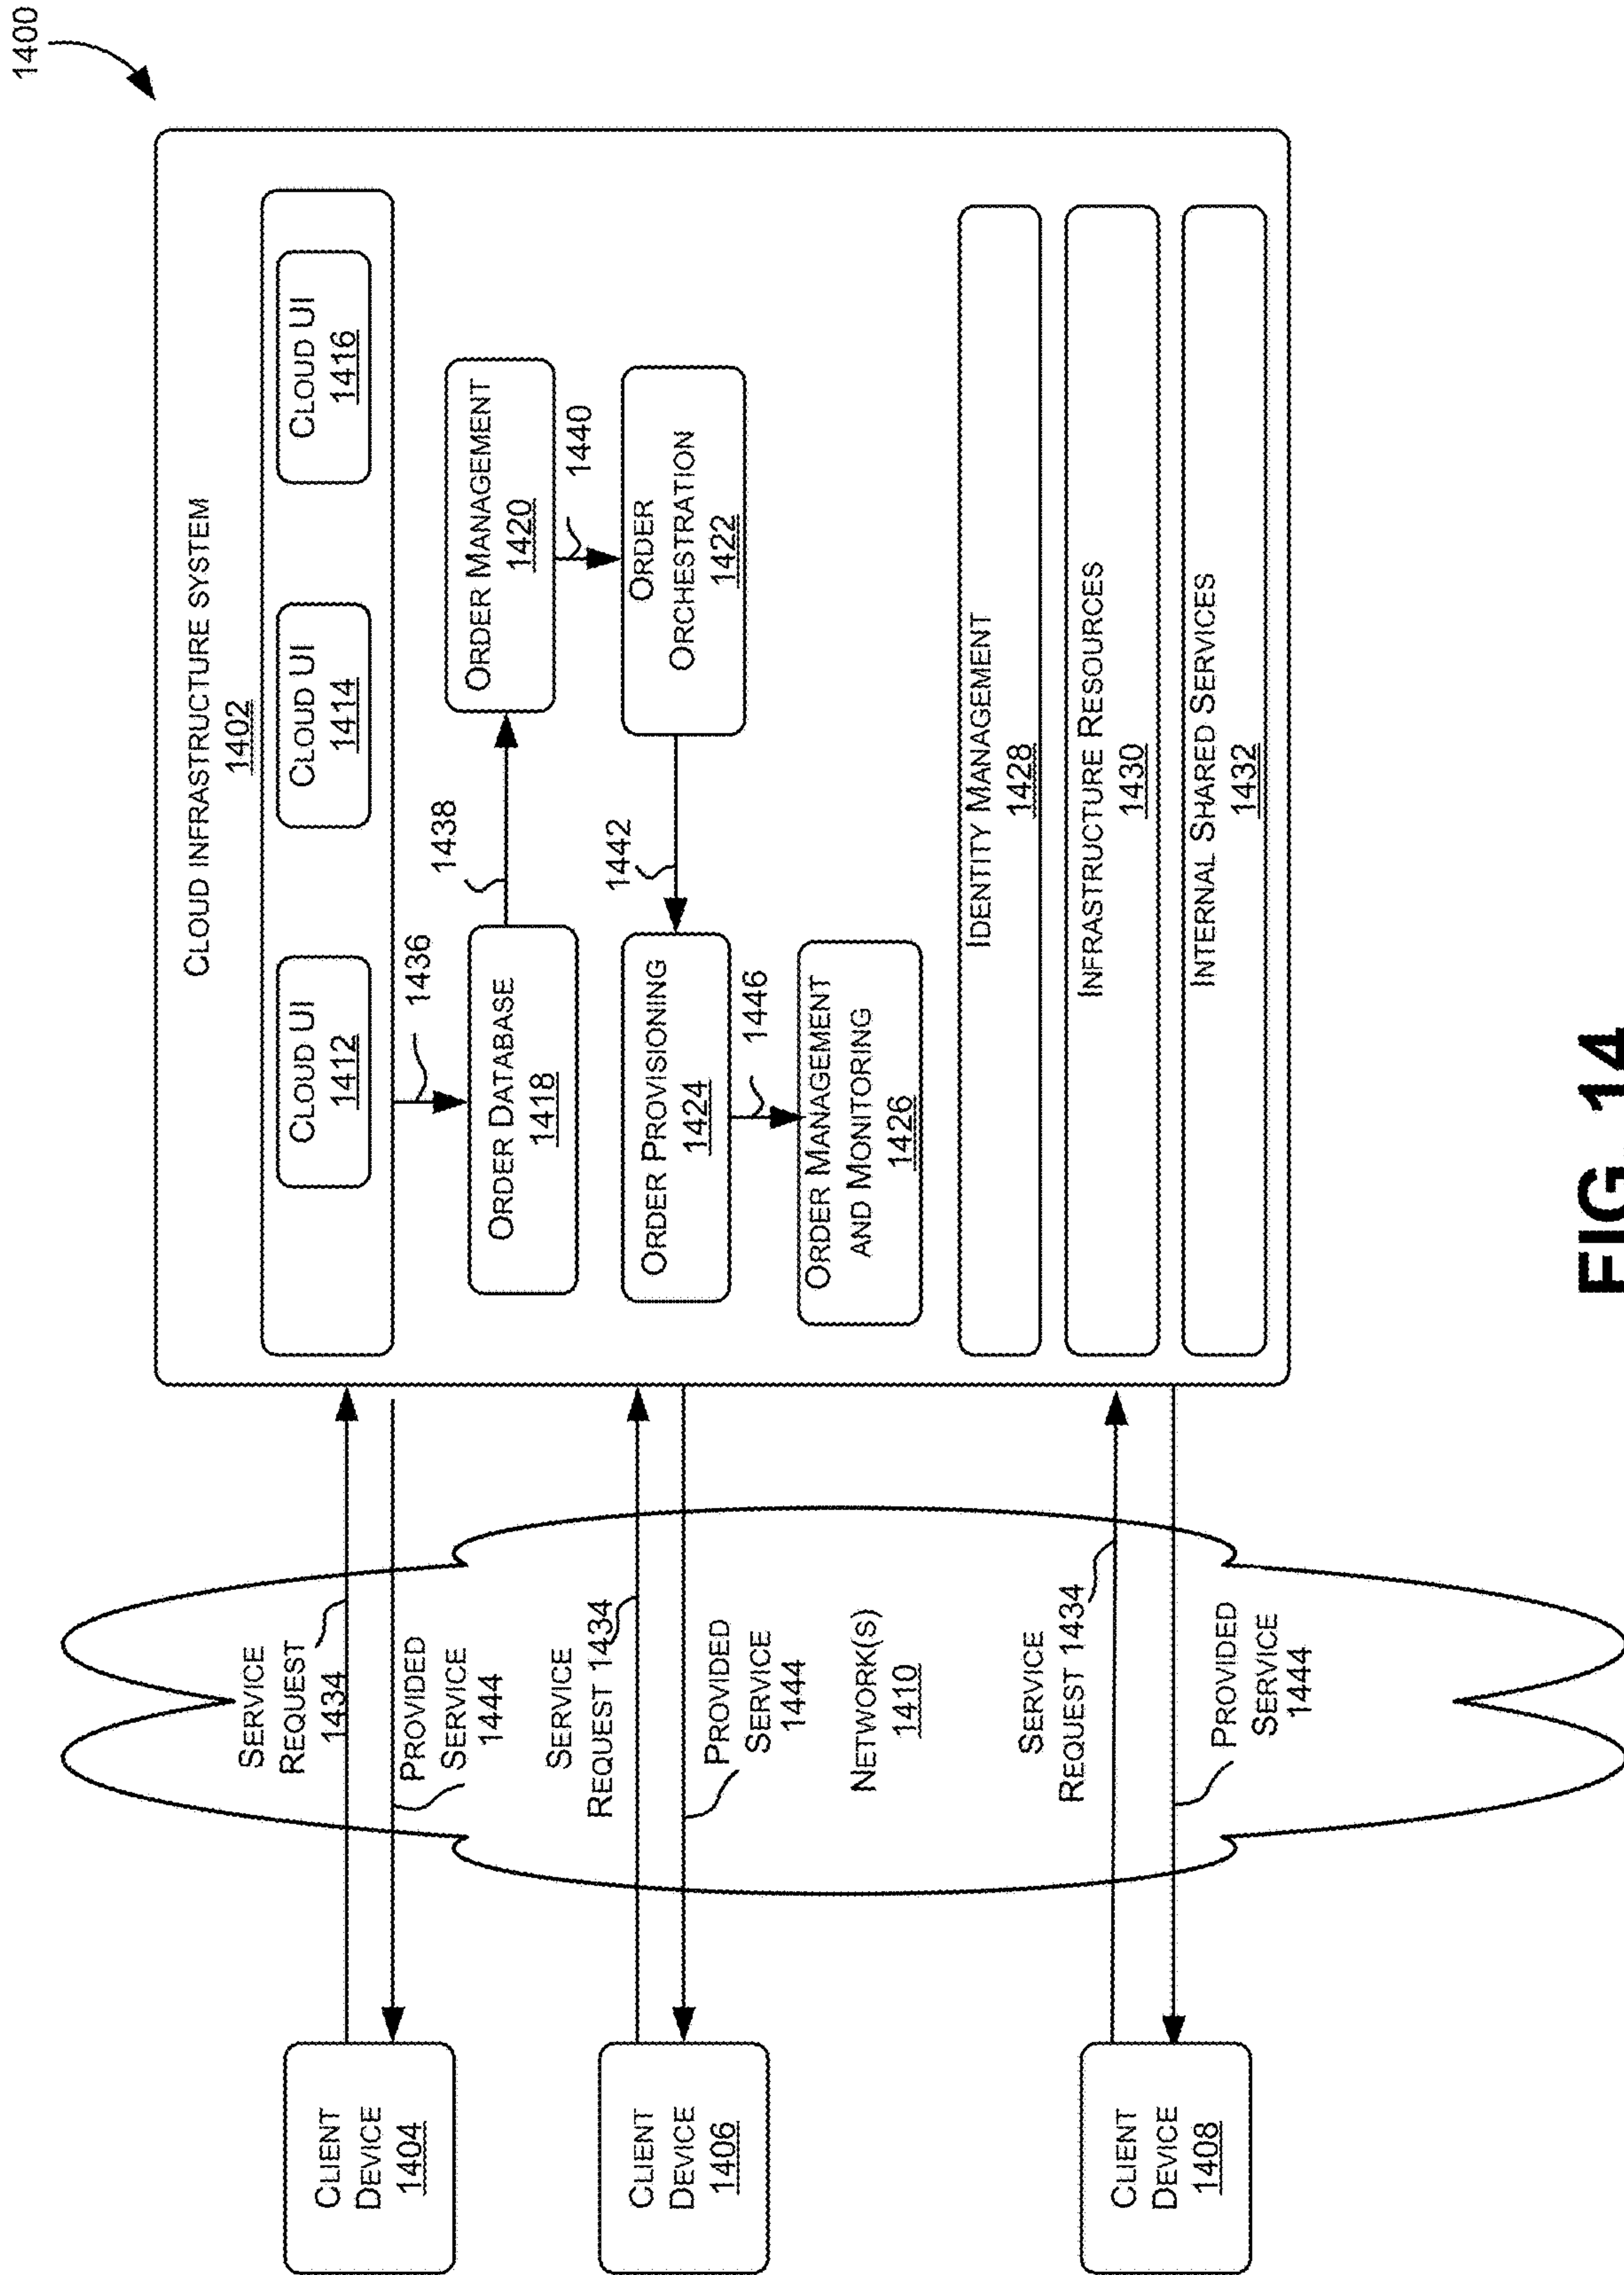 1400
CLOUD INFRASTRUCTURE SYSTEM
1402
CLOUD UI
1412
CLOUD UI
1414
CLOUD UI
1416
1436
ORDER DATABASE
1418
1438
ORDER MANAGEMENT
1420
1440
ORDER
ORCHESTRATION
1422
1442
ORDER PROVISIONING
1424
1446
ORDER MANAGEMENT
AND MONITORING
1426
IDENTITY MANAGEMENT
1428
INFRASTRUCTURE RESOURCES
1430
INTERNAL SHARED SERVICES
1432
CLIENT
DEVICE
1404
SERVICE
REQUEST
1434
PROVIDED
SERVICE
1444
CLIENT
DEVICE
1406
SERVICE
REQUEST 1434
PROVIDED
SERVICE
1444
NETWORK(S)
1410
CLIENT
DEVICE
1408
SERVICE
REQUEST 1434
PROVIDED
SERVICE
1444
FIG. 14